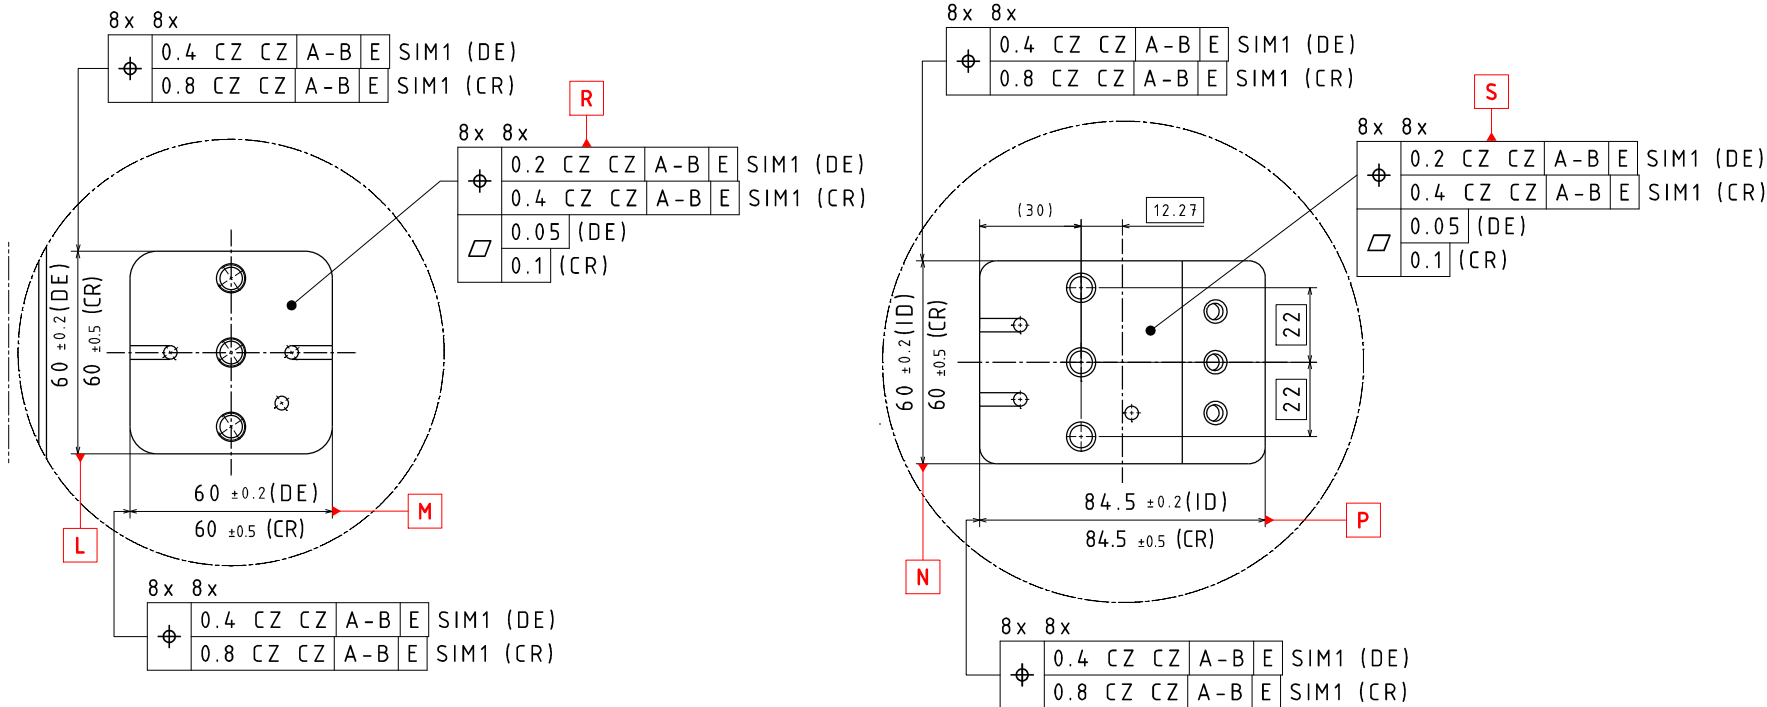 8x 8x
0.4 CZ CZ A-B E SIM1 (DE)
0.8 CZ CZ A-B E SIM1 (CR)
R
8x 8x
0.2 CZ CZ A-B E SIM1 (DE)
0.4 CZ CZ A-B E SIM1 (CR)
0.05 (DE)
0.1 (CR)
60 ±0.2(DE)
60 ±0.5 (CR)
60 ±0.2(DE)
60 ±0.5 (CR)
M
L
8x 8x
0.4 CZ CZ A-B E SIM1 (DE)
0.8 CZ CZ A-B E SIM1 (CR)
8x 8x
0.4 CZ CZ A-B E SIM1 (DE)
0.8 CZ CZ A-B E SIM1 (CR)
S
8x 8x
0.2 CZ CZ A-B E SIM1 (DE)
0.4 CZ CZ A-B E SIM1 (CR)
0.05 (DE)
0.1 (CR)
(30)
12.27
60 ±0.2(ID)
60 ±0.5 (CR)
22
22
84.5 ±0.2(ID)
84.5 ±0.5 (CR)
P
N
8x 8x
0.4 CZ CZ A-B E SIM1 (DE)
0.8 CZ CZ A-B E SIM1 (CR)